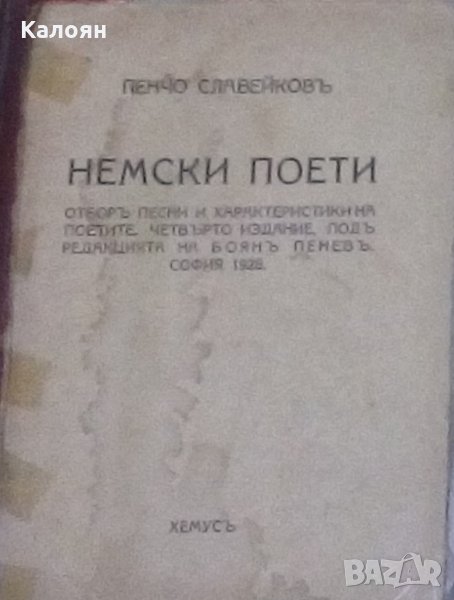 Калоян
ПЕНЧО СЛАВЕЙКОВЪ
НЕМСКИ ПОЕТИ
ОТБОРЪ ПЕСНИ И ХАРАКТЕРИСТИКИ НА
ПОЕТИТЕ. ЧЕТВЪРТО ИЗДАНИЕ, ПОДЪ
РЕДАКЦИЯТА НА БОЯНЪ ПЕНЕВЪ.
СОФИЯ 1928.
ХЕМУСЪ
BAZAR